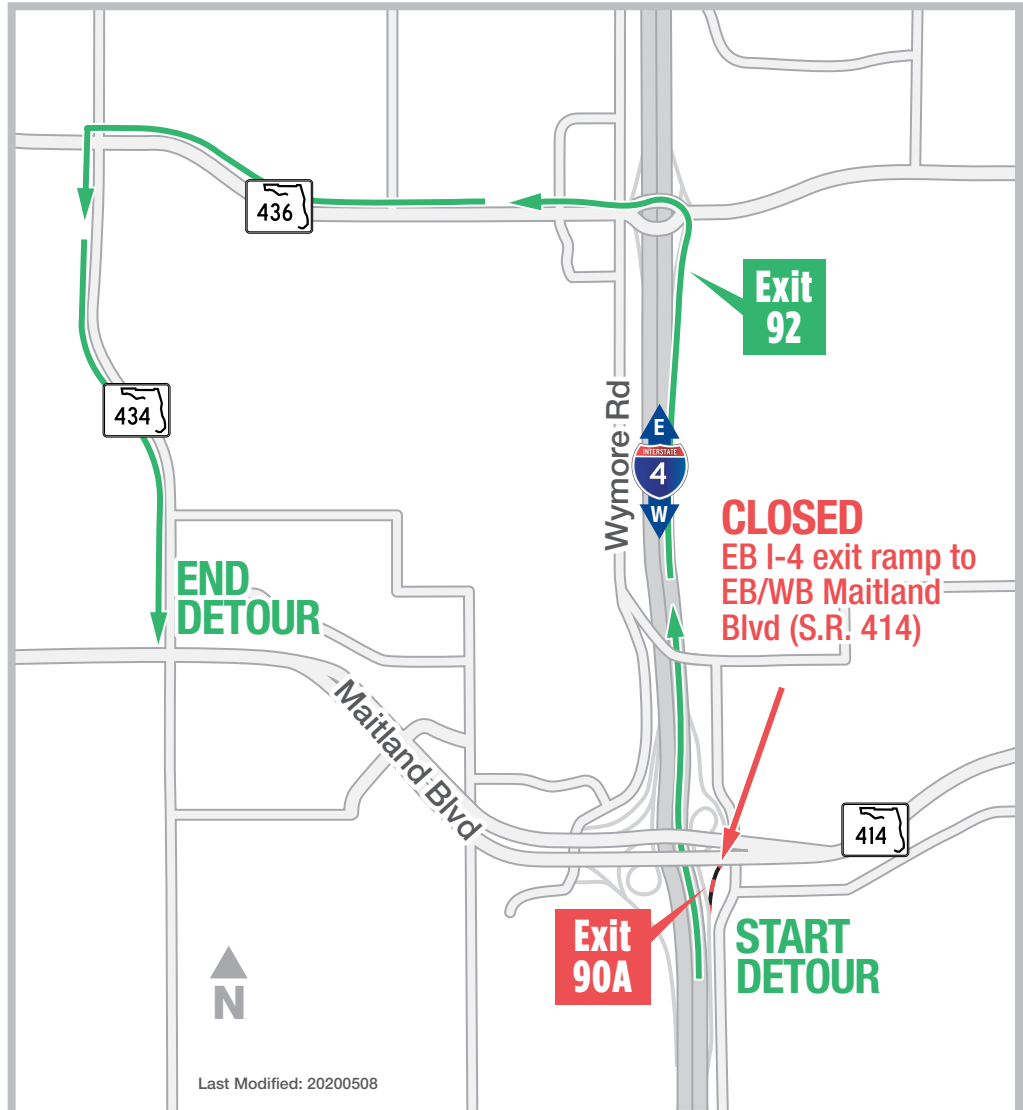 436
Exit
92
434
Wymore Rd
E
INTERSTATE
4
W
CLOSED
EB I-4 exit ramp to
EB/WB Maitland
Blvd (S.R. 414)
END
DETOUR
Maitland Blvd
414
Exit
90A
START
DETOUR
N
Last Modified: 20200508